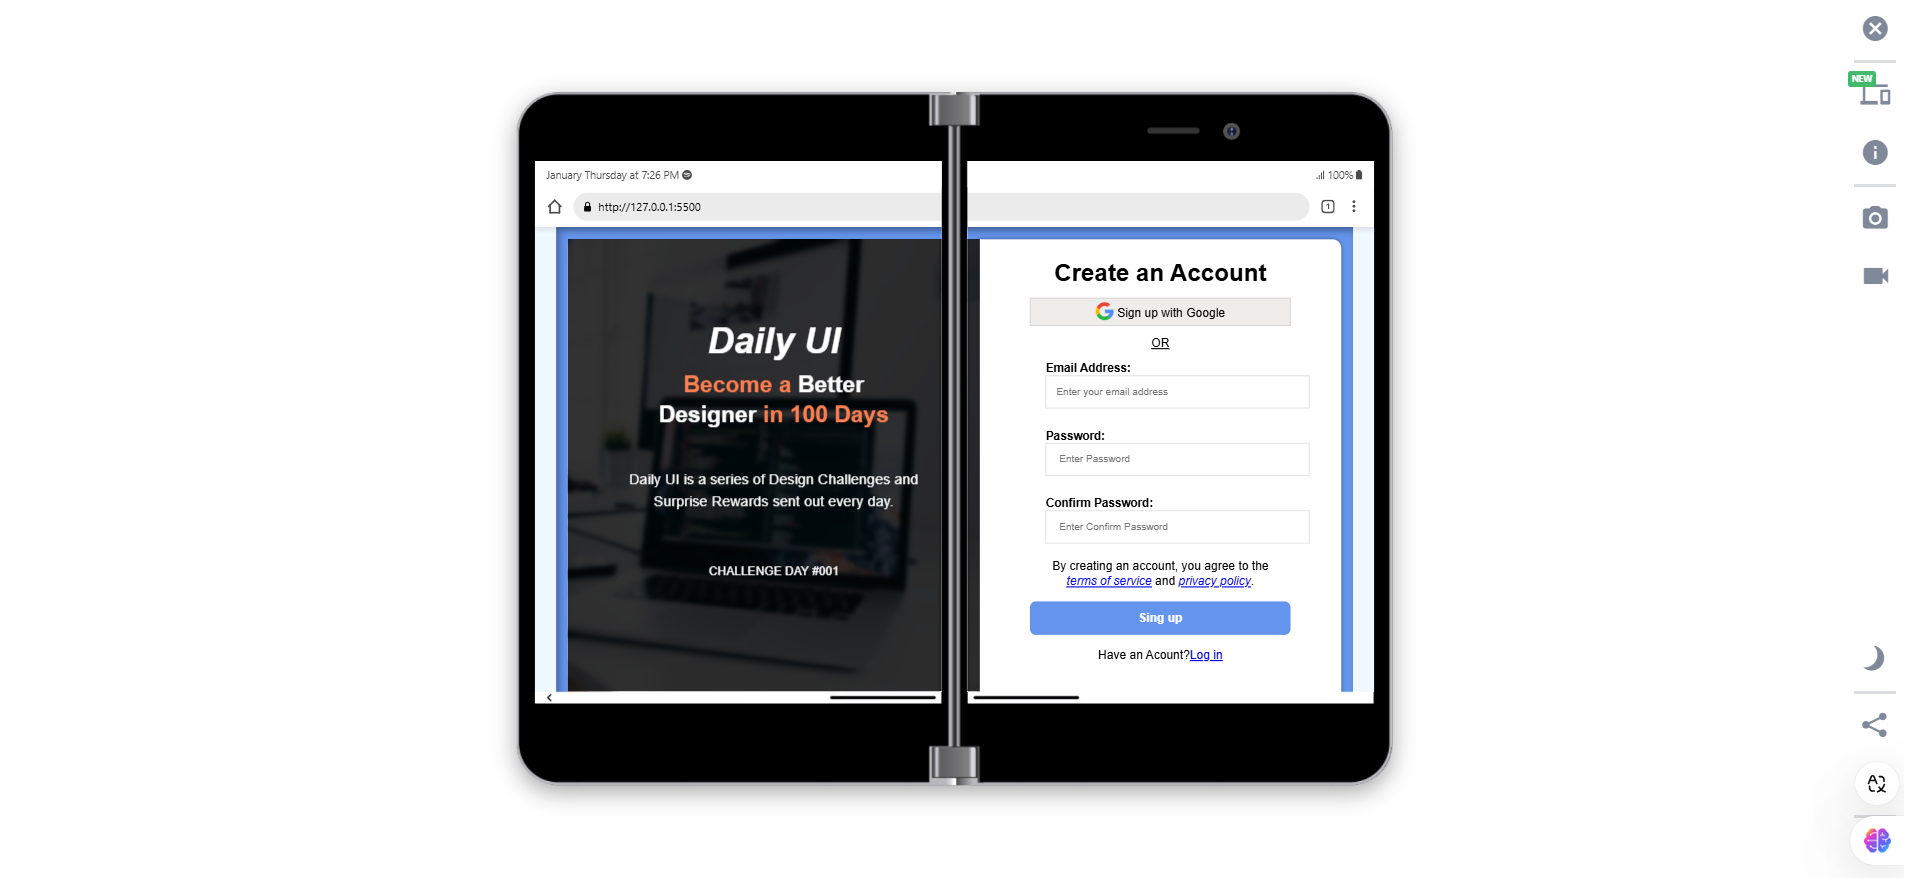 NEW
January Thursday at 7:26 PM
100%
http://127.0.0.1:5500
1
Daily UI
Become a Better
Designer in 100 Days
Daily UI is a series of Design Challenges and
Surprise Rewards sent out every day.
CHALLENGE DAY #001
Create an Account
Sign up with Google
OR
Email Address:
Enter your email address
Password:
Enter Password
Confirm Password:
Enter Confirm Password
By creating an account, you agree to the
terms of service and privacy policy.
Sing up
Have an Acount?Log in